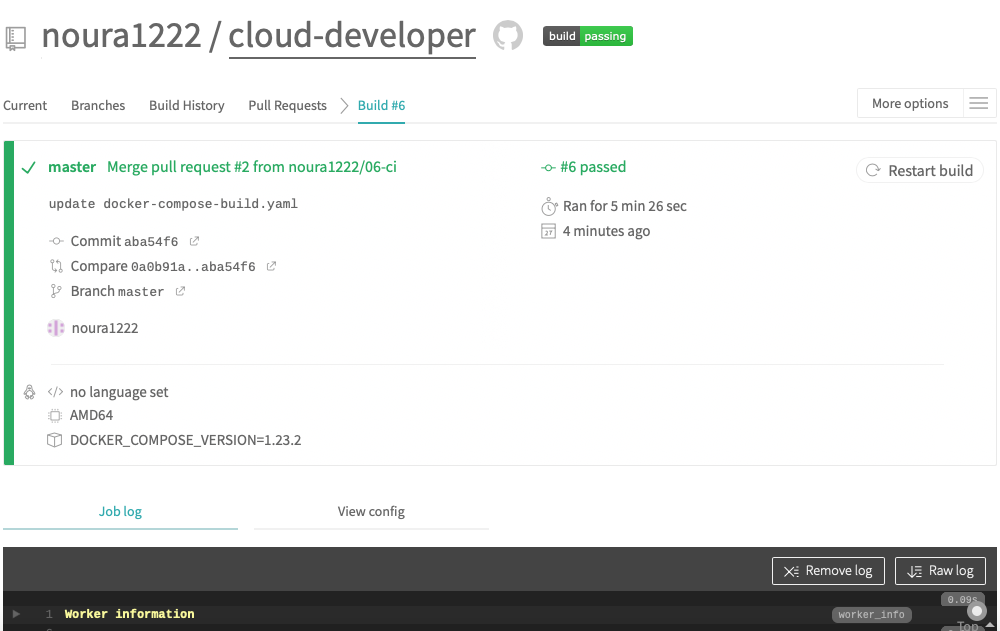 noura1222 / cloud-developer build passing
Current Branches Build History Pull Requests Build #6 More options
master Merge pull request #2 from noura1222/06-ci #6 passed Restart build
update docker-compose-build.yaml Ran for 5 min 26 sec
Commit aba54f6 27 4 minutes ago
Compare 0a0b91a..aba54f6
Branch master
noura1222
</> no language set
AMD64
DOCKER_COMPOSE_VERSION=1.23.2
Job log View config
Remove log Raw log
0.09s
1 Worker information worker_info
Top